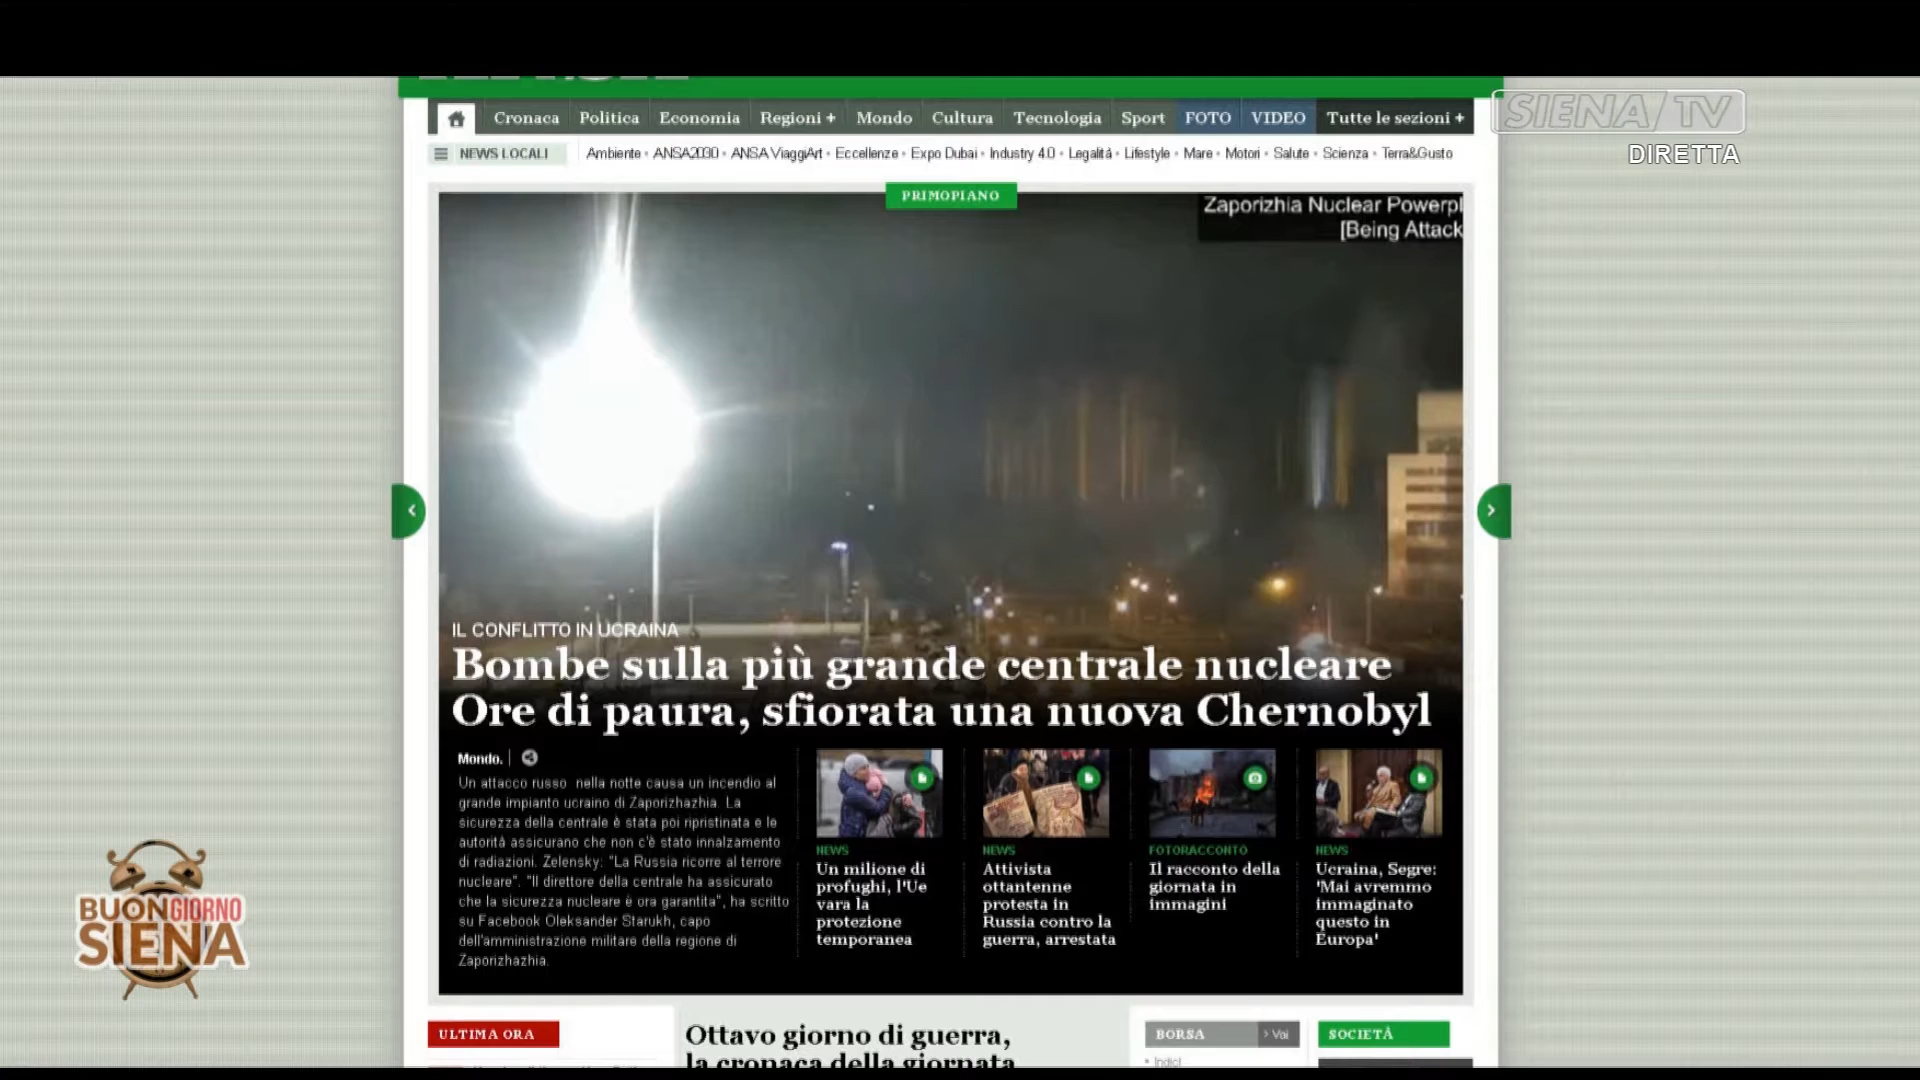 SIENA TV
DIRETTA
Cronaca Politica Economia Regioni + Mondo Cultura Tecnologia Sport FOTO VIDEO Tutte le sezioni +
NEWS LOCALI Ambiente • ANSA2030 • ANSA ViaggiArt • Eccellenze • Expo Dubai • Industry 4.0 • Legalità • Lifestyle • Mare • Motori • Salute • Scienza • Terra&Gusto
PRIMOPIANO
Zaporizhia Nuclear Powerpl
[Being Attack
IL CONFLITTO IN UCRAINA
Bombe sulla più grande centrale nucleare
Ore di paura, sfiorata una nuova Chernobyl
Mondo.
Un attacco russo nella notte causa un incendio al
grande impianto ucraino di Zaporizhazhia. La
sicurezza della centrale è stata poi ripristinata e le
autorità assicurano che non c'è stato innalzamento
di radiazioni. Zelensky: "La Russia ricorre al terrore
nucleare". "Il direttore della centrale ha assicurato
che la sicurezza nucleare è ora garantita", ha scritto
su Facebook Oleksander Starukh, capo
dell'amministrazione militare della regione di
Zaporizhazhia.
NEWS
Un milione di
profughi, l'Ue
vara la
protezione
temporanea
NEWS
Attivista
ottantenne
protesta in
Russia contro la
guerra, arrestata
FOTORACCONTO
Il racconto della
giornata in
immagini
NEWS
Ucraina, Segre:
'Mai avremmo
immaginato
questo in
Europa'
BUONGIORNO
SIENA
ULTIMA ORA
Ottavo giorno di guerra,
la cronaca della giornata
BORSA > Vai
• Indici
SOCIETÀ